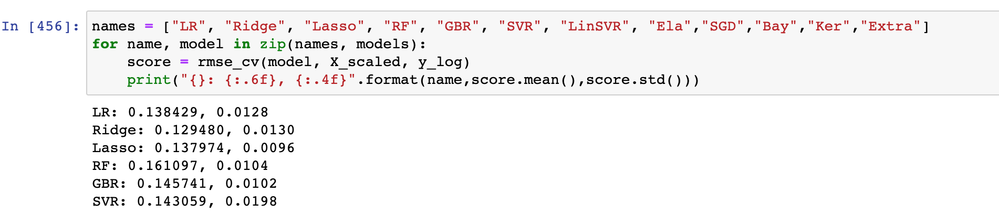 In [456]: names = ["LR", "Ridge", "Lasso", "RF", "GBR", "SVR", "LinSVR", "Ela","SGD","Bay","Ker","Extra"]
for name, model in zip(names, models):
    score = rmse_cv(model, X_scaled, y_log)
    print("{}: {:.6f}, {:.4f}".format(name,score.mean(),score.std()))
LR: 0.138429, 0.0128
Ridge: 0.129480, 0.0130
Lasso: 0.137974, 0.0096
RF: 0.161097, 0.0104
GBR: 0.145741, 0.0102
SVR: 0.143059, 0.0198